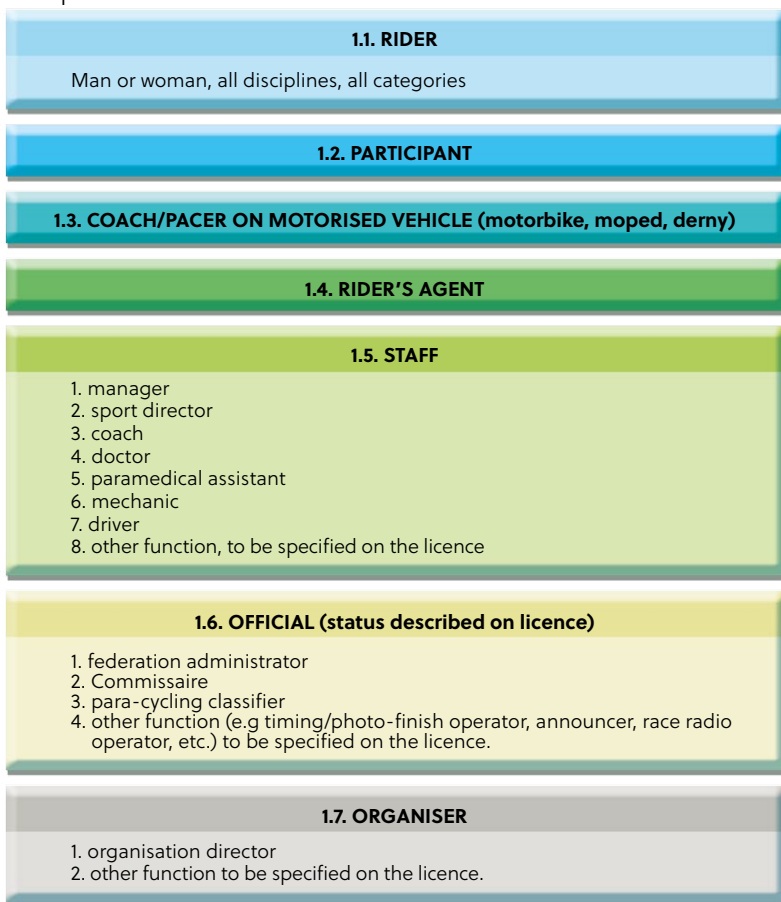 1.1. RIDER
Man or woman, all disciplines, all categories
1.2. PARTICIPANT
1.3. COACH/PACER ON MOTORISED VEHICLE (motorbike, moped, derny)
1.4. RIDER'S AGENT
1.5. STAFF
1. manager
2. sport director
3. coach
4. doctor
5. paramedical assistant
6. mechanic
7. driver
8. other function, to be specified on the licence
1.6. OFFICIAL (status described on licence)
1. federation administrator
2. Commissaire
3. para-cycling classifier
4. other function (e.g timing/photo-finish operator, announcer, race radio
operator, etc.) to be specified on the licence.
1.7. ORGANISER
1. organisation director
2. other function to be specified on the licence.